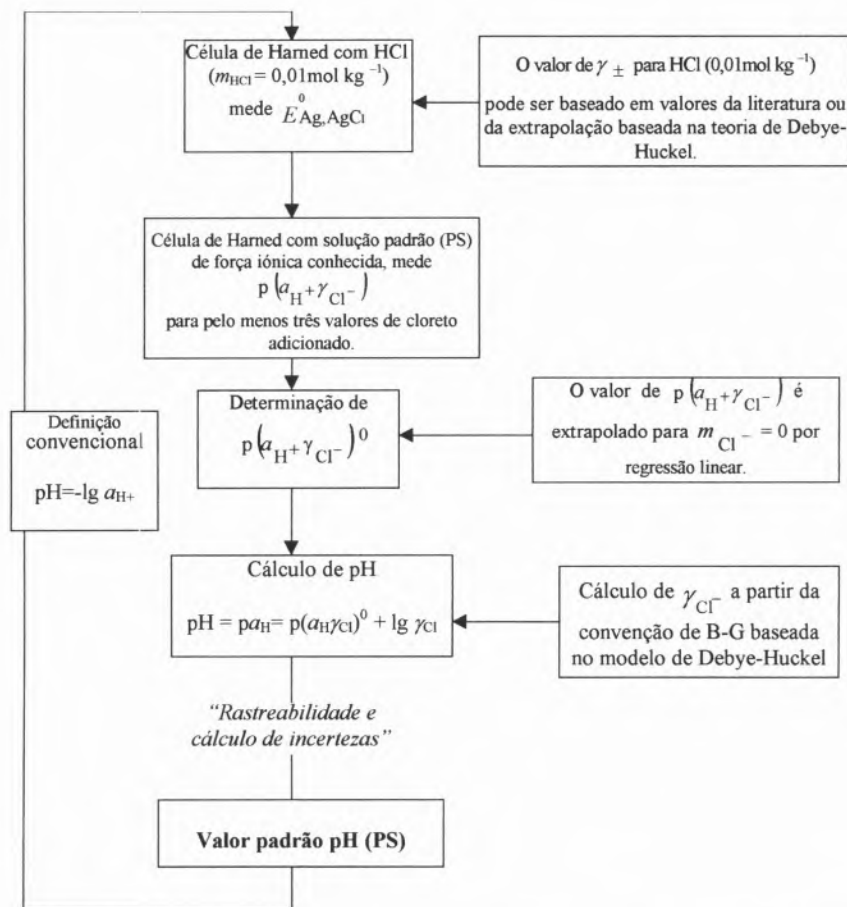 Célula de Harned com HCl
(mHCl = 0,01mol kg⁻¹)
mede E⁰Ag,AgCl
O valor de γ ± para HCl (0,01mol kg⁻¹)
pode ser baseado em valores da literatura ou
da extrapolação baseada na teoria de Debye-
Huckel.
Célula de Harned com solução padrão (PS)
de força iónica conhecida, mede
p(aH+γCl⁻)
para pelo menos três valores de cloreto
adicionado.
Determinação de
p(aH+γCl⁻)⁰
O valor de p(aH+γCl⁻) é
extrapolado para mCl⁻ = 0 por
regressão linear.
Definição
convencional
pH=-lg aH+
Cálculo de pH
pH = paH= p(aHγCl)⁰ + lg γCl
Cálculo de γCl⁻ a partir da
convenção de B-G baseada
no modelo de Debye-Huckel
“Rastreabilidade e
cálculo de incertezas”
Valor padrão pH (PS)